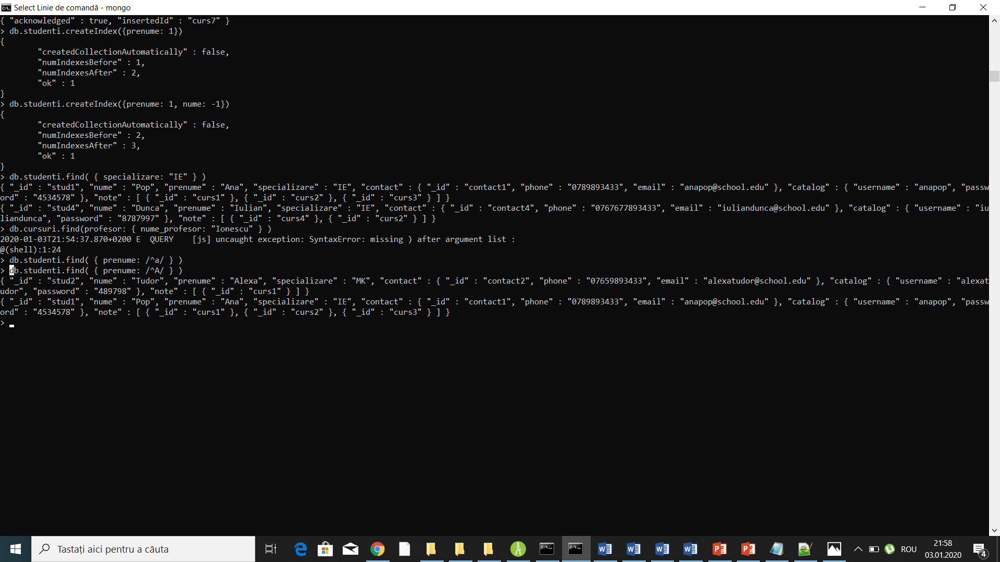 Select Linie de comandă - mongo
{ "acknowledged" : true, "insertedId" : "curs7" }
> db.studenti.createIndex({prenume: 1})
{
        "createdCollectionAutomatically" : false,
        "numIndexesBefore" : 1,
        "numIndexesAfter" : 2,
        "ok" : 1
}
> db.studenti.createIndex({prenume: 1, nume: -1})
{
        "createdCollectionAutomatically" : false,
        "numIndexesBefore" : 2,
        "numIndexesAfter" : 3,
        "ok" : 1
}
> db.studenti.find( { specializare: "IE" } )
{ "_id" : "stud1", "nume" : "Pop", "prenume" : "Ana", "specializare" : "IE", "contact" : { "_id" : "contact1", "phone" : "0789893433", "email" : "anapop@school.edu" }, "catalog" : { "username" : "anapop", "passw
ord" : "4534578" }, "note" : [ { "_id" : "curs1" }, { "_id" : "curs2" }, { "_id" : "curs3" } ] }
{ "_id" : "stud4", "nume" : "Dunca", "prenume" : "Iulian", "specializare" : "IE", "contact" : { "_id" : "contact4", "phone" : "0767677893433", "email" : "iuliandunca@school.edu" }, "catalog" : { "username" : "iu
liandunca", "password" : "8787997" }, "note" : [ { "_id" : "curs4" }, { "_id" : "curs2" } ] }
> db.cursuri.find(profesor: { nume_profesor: "Ionescu" } )
2020-01-03T21:54:37.870+0200 E  QUERY    [js] uncaught exception: SyntaxError: missing ) after argument list :
@(shell):1:24
> db.studenti.find( { prenume: /^a/ } )
> db.studenti.find( { prenume: /^A/ } )
{ "_id" : "stud2", "nume" : "Tudor", "prenume" : "Alexa", "specializare" : "MK", "contact" : { "_id" : "contact2", "phone" : "07659893433", "email" : "alexatudor@school.edu" }, "catalog" : { "username" : "alexat
udor", "password" : "489798" }, "note" : [ { "_id" : "curs1" } ] }
{ "_id" : "stud1", "nume" : "Pop", "prenume" : "Ana", "specializare" : "IE", "contact" : { "_id" : "contact1", "phone" : "0789893433", "email" : "anapop@school.edu" }, "catalog" : { "username" : "anapop", "passw
ord" : "4534578" }, "note" : [ { "_id" : "curs1" }, { "_id" : "curs2" }, { "_id" : "curs3" } ] }
>
Tastați aici pentru a căuta
ROU
21:58
03.01.2020
4